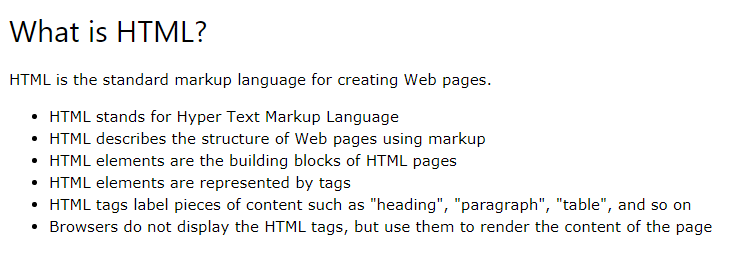 What is HTML?
HTML is the standard markup language for creating Web pages.
• HTML stands for Hyper Text Markup Language
• HTML describes the structure of Web pages using markup
• HTML elements are the building blocks of HTML pages
• HTML elements are represented by tags
• HTML tags label pieces of content such as "heading", "paragraph", "table", and so on
• Browsers do not display the HTML tags, but use them to render the content of the page